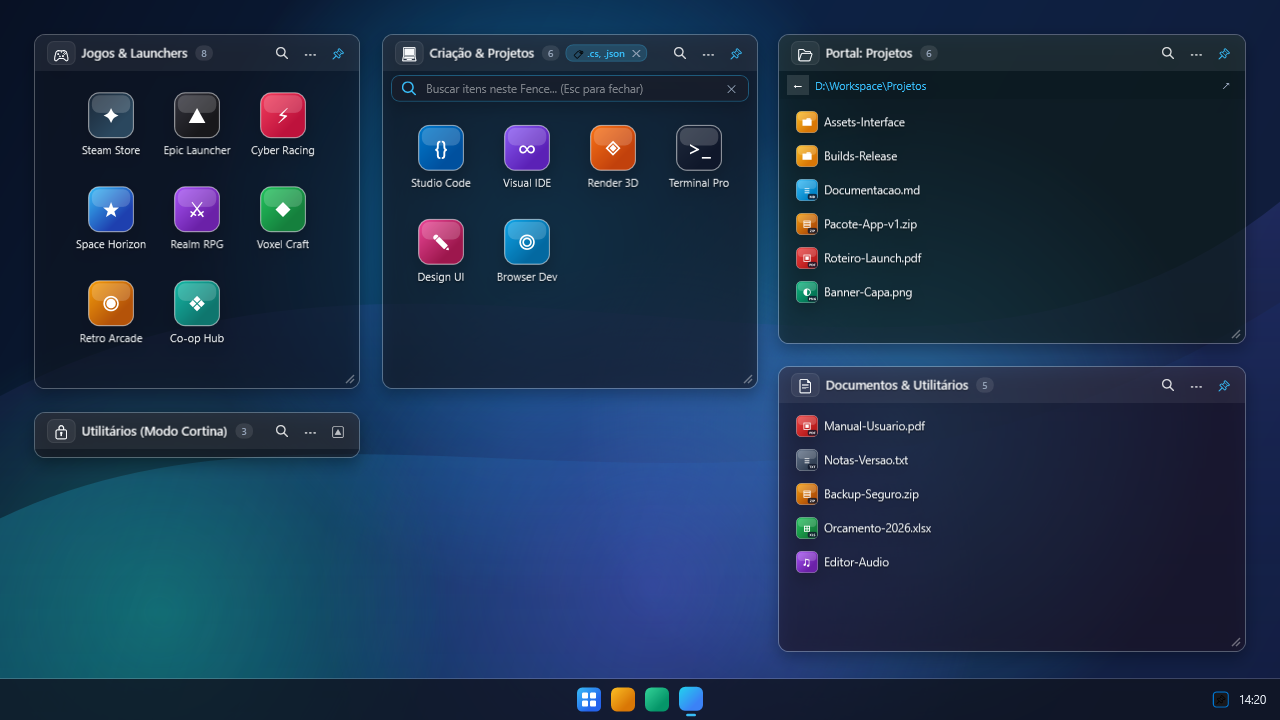 Jogos & Launchers 8
Steam Store Epic Launcher Cyber Racing
Space Horizon Realm RPG Voxel Craft
Retro Arcade Co-op Hub
Utilitários (Modo Cortina) 3
Criação & Projetos 6 .cs, .json
Buscar itens neste Fence... (Esc para fechar)
Studio Code Visual IDE Render 3D Terminal Pro
Design UI Browser Dev
Portal: Projetos 6
D:\Workspace\Projetos
Assets-Interface
Builds-Release
Documentacao.md
Pacote-App-v1.zip
Roteiro-Launch.pdf
Banner-Capa.png
Documentos & Utilitários 5
Manual-Usuario.pdf
Notas-Versao.txt
Backup-Seguro.zip
Orcamento-2026.xlsx
Editor-Audio
14:20